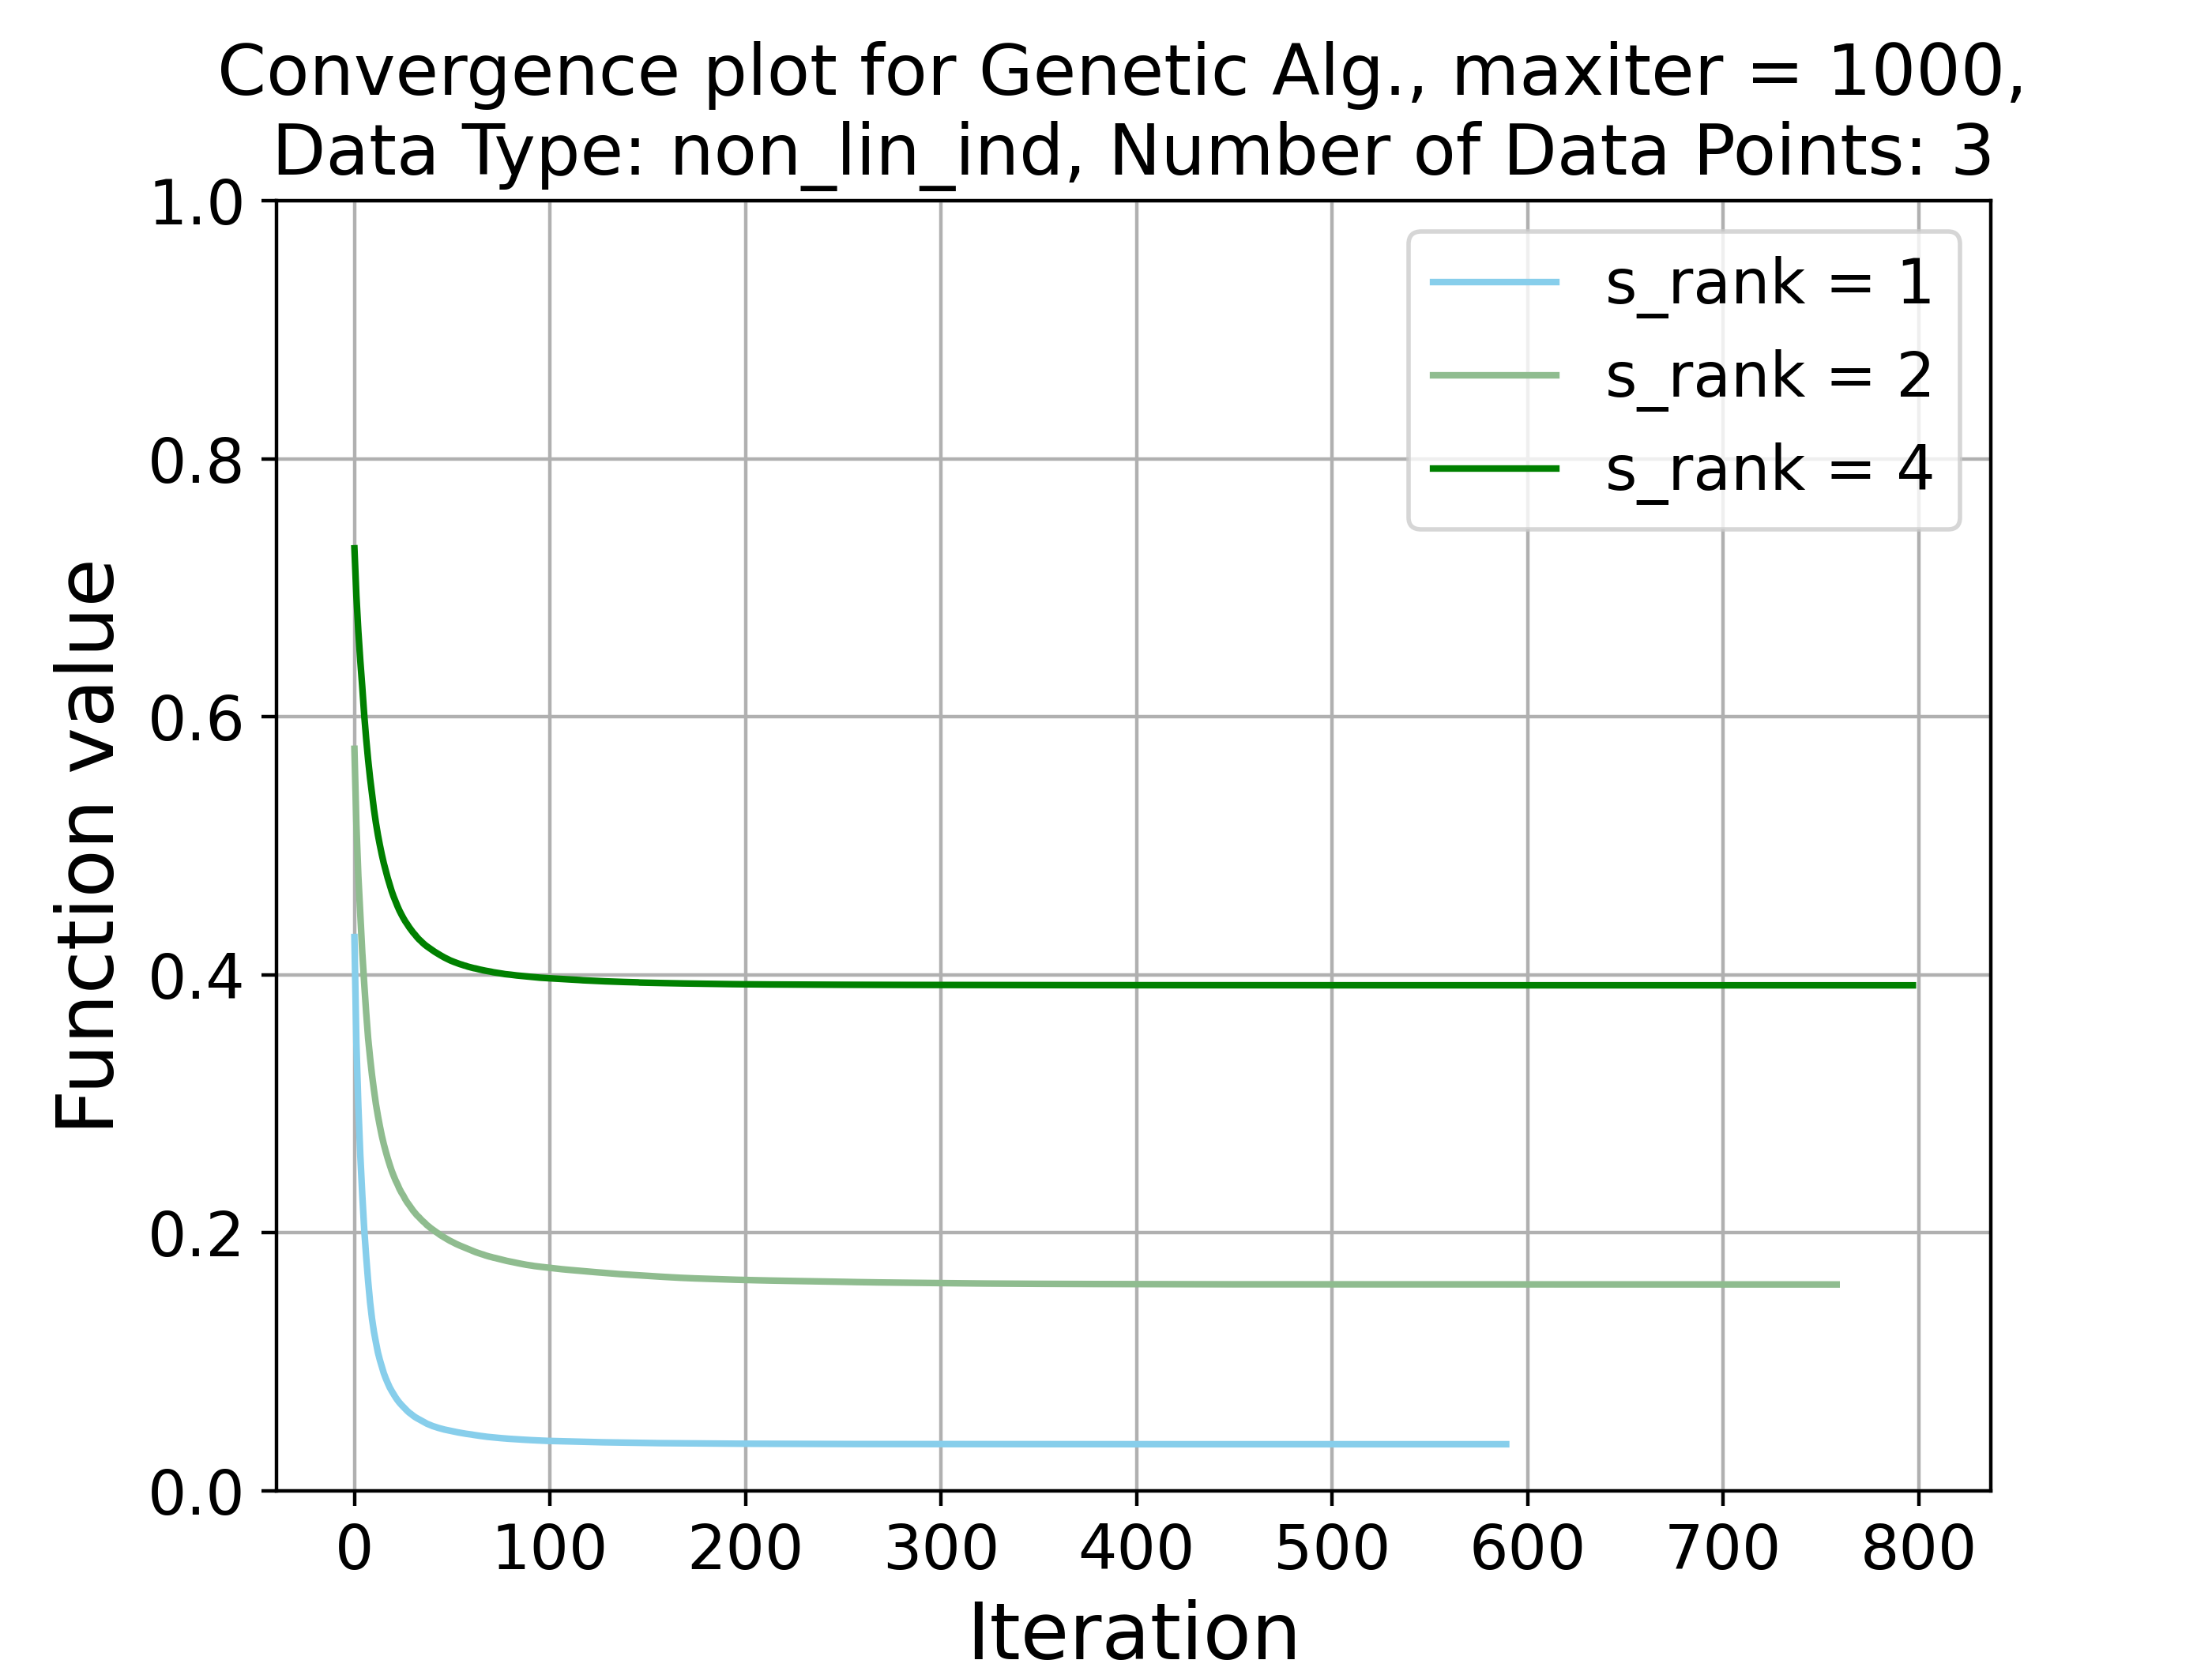 Convergence plot for Genetic Alg., maxiter = 1000,
Data Type: non_lin_ind, Number of Data Points: 3
s_rank = 1
s_rank = 2
s_rank = 4
Function value
1.0
0.8
0.6
0.4
0.2
0.0
0 100 200 300 400 500 600 700 800
Iteration